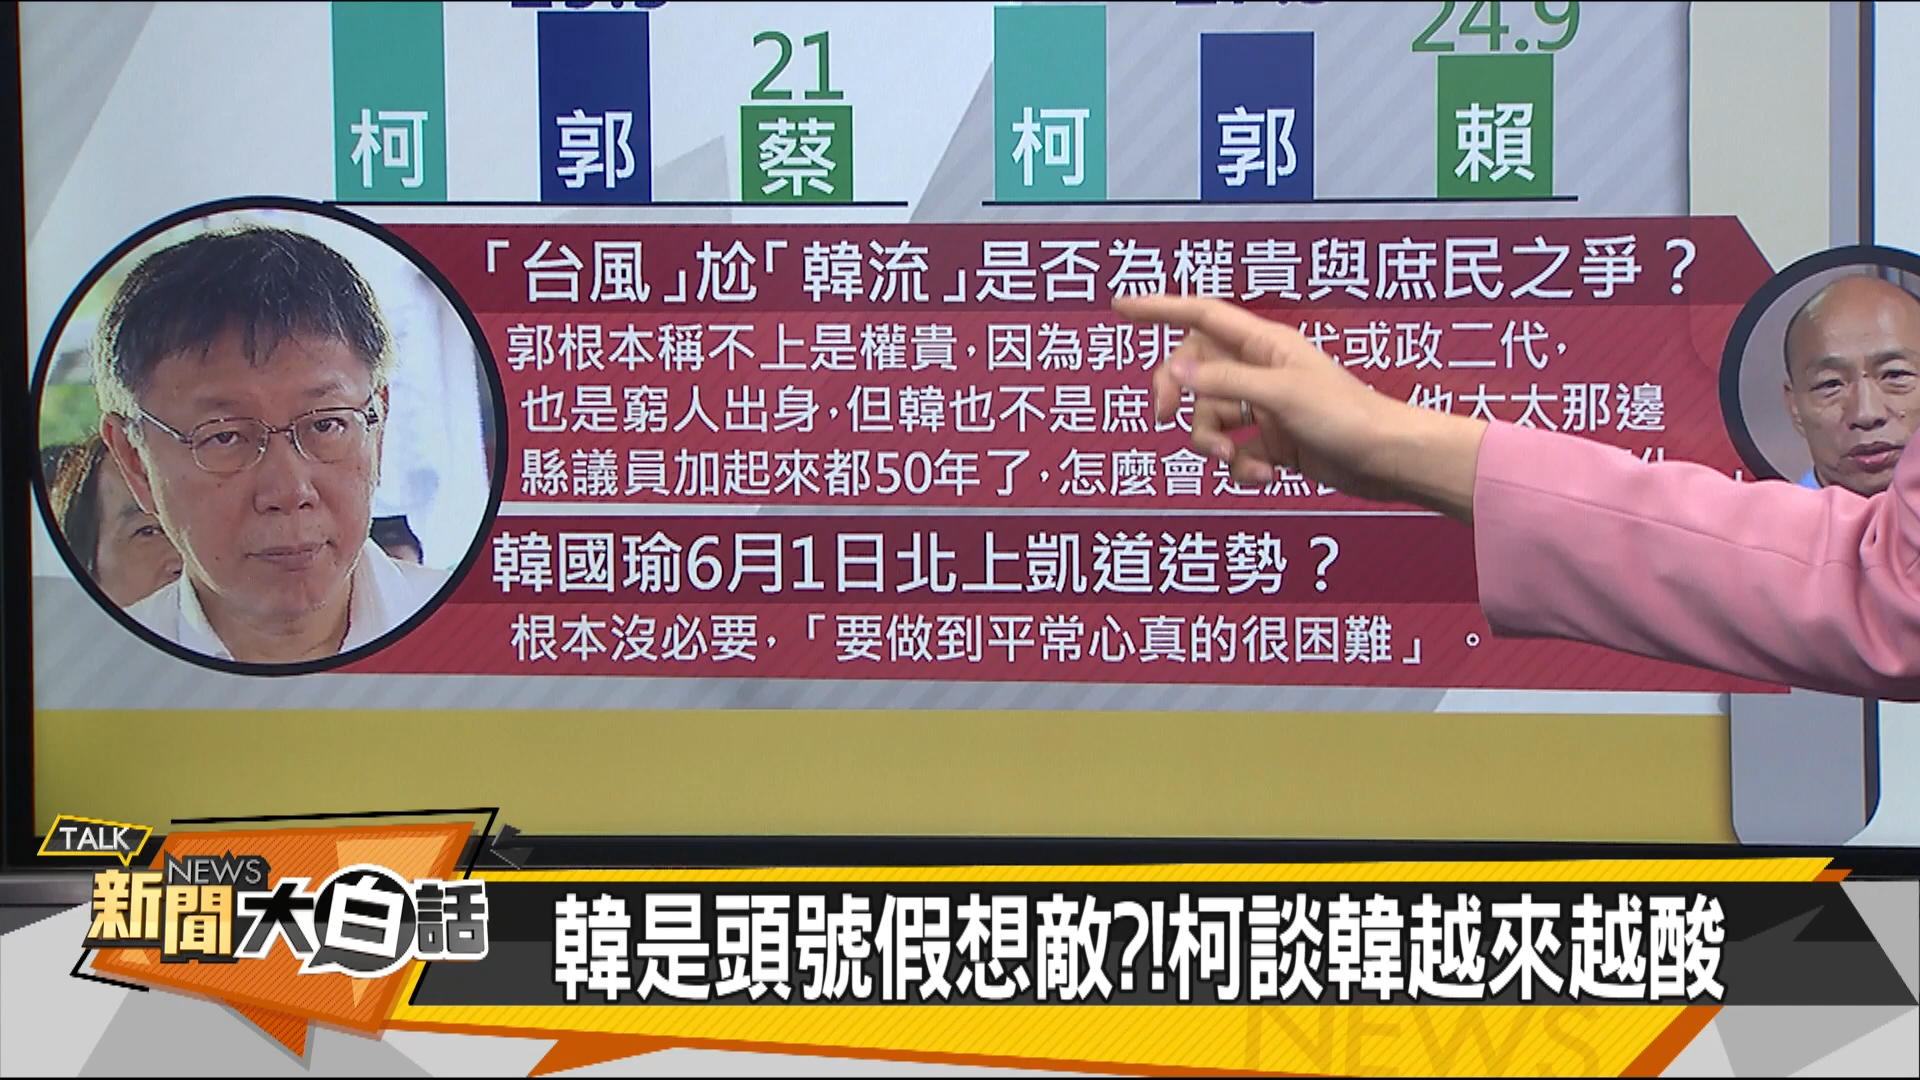 21
24.9
柯
郭
蔡
柯
郭
賴
「台風」尬「韓流」是否為權貴與庶民之爭？
郭根本稱不上是權貴，因為郭非 代或政二代，
也是窮人出身，但韓也不是庶民 他太太那邊
縣議員加起來都50年了，怎麼會是庶
韓國瑜6月1日北上凱道造勢？
根本沒必要，「要做到平常心真的很困難」。
TALK
NEWS
新聞大白話
韓是頭號假想敵?!柯談韓越來越酸
NEWS